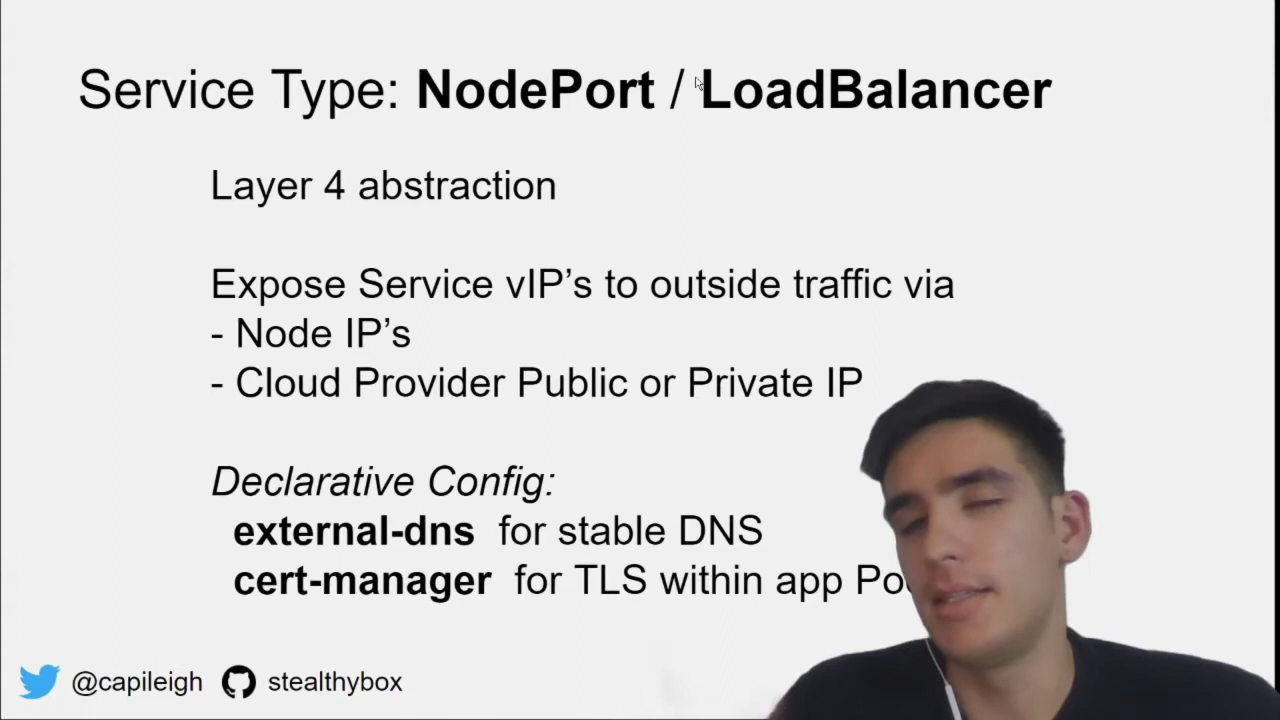 Service Type: NodePort / LoadBalancer
Layer 4 abstraction
Expose Service vIP’s to outside traffic via
- Node IP’s
- Cloud Provider Public or Private IP
Declarative Config:
external-dns for stable DNS
cert-manager for TLS within app
@capileigh stealthybox